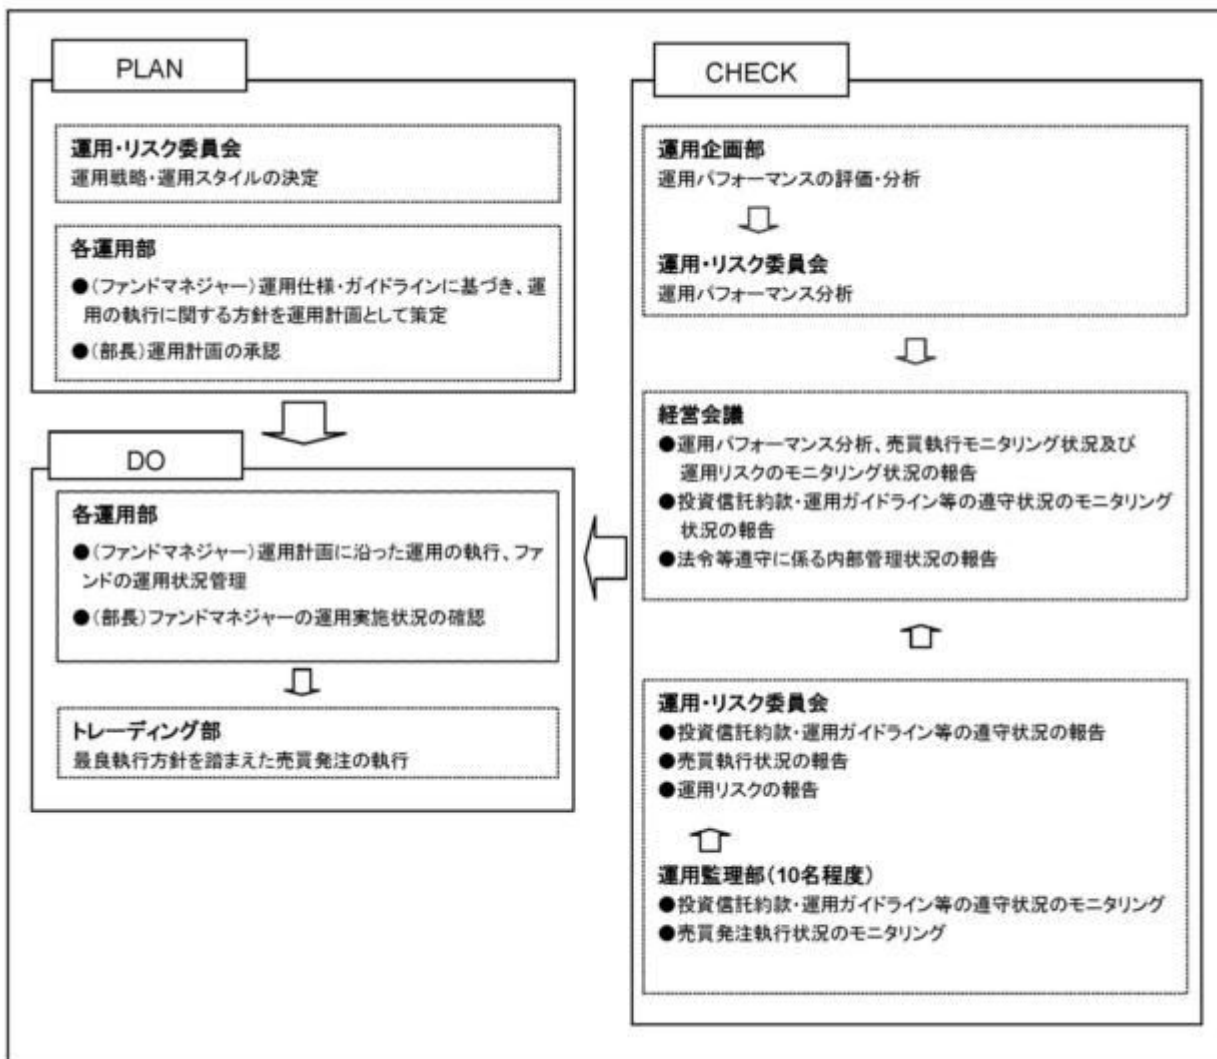 PLAN
運用・リスク委員会
運用戦略・運用スタイルの決定
各運用部
●(ファンドマネジャー)運用仕様・ガイドラインに基づき、運
用の執行に関する方針を運用計画として策定
●(部長)運用計画の承認
DO
各運用部
●(ファンドマネジャー)運用計画に沿った運用の執行、ファ
ンドの運用状況管理
●(部長)ファンドマネジャーの運用実施状況の確認
トレーディング部
最良執行方針を踏まえた売買発注の執行
CHECK
運用企画部
運用パフォーマンスの評価・分析
運用・リスク委員会
運用パフォーマンス分析
経営会議
●運用パフォーマンス分析、売買執行モニタリング状況及び
運用リスクのモニタリング状況の報告
●投資信託約款・運用ガイドライン等の遵守状況のモニタリング
状況の報告
●法令等遵守に係る内部管理状況の報告
運用・リスク委員会
●投資信託約款・運用ガイドライン等の遵守状況の報告
●売買執行状況の報告
●運用リスクの報告
運用監理部(10名程度)
●投資信託約款・運用ガイドライン等の遵守状況のモニタリング
●売買発注執行状況のモニタリング